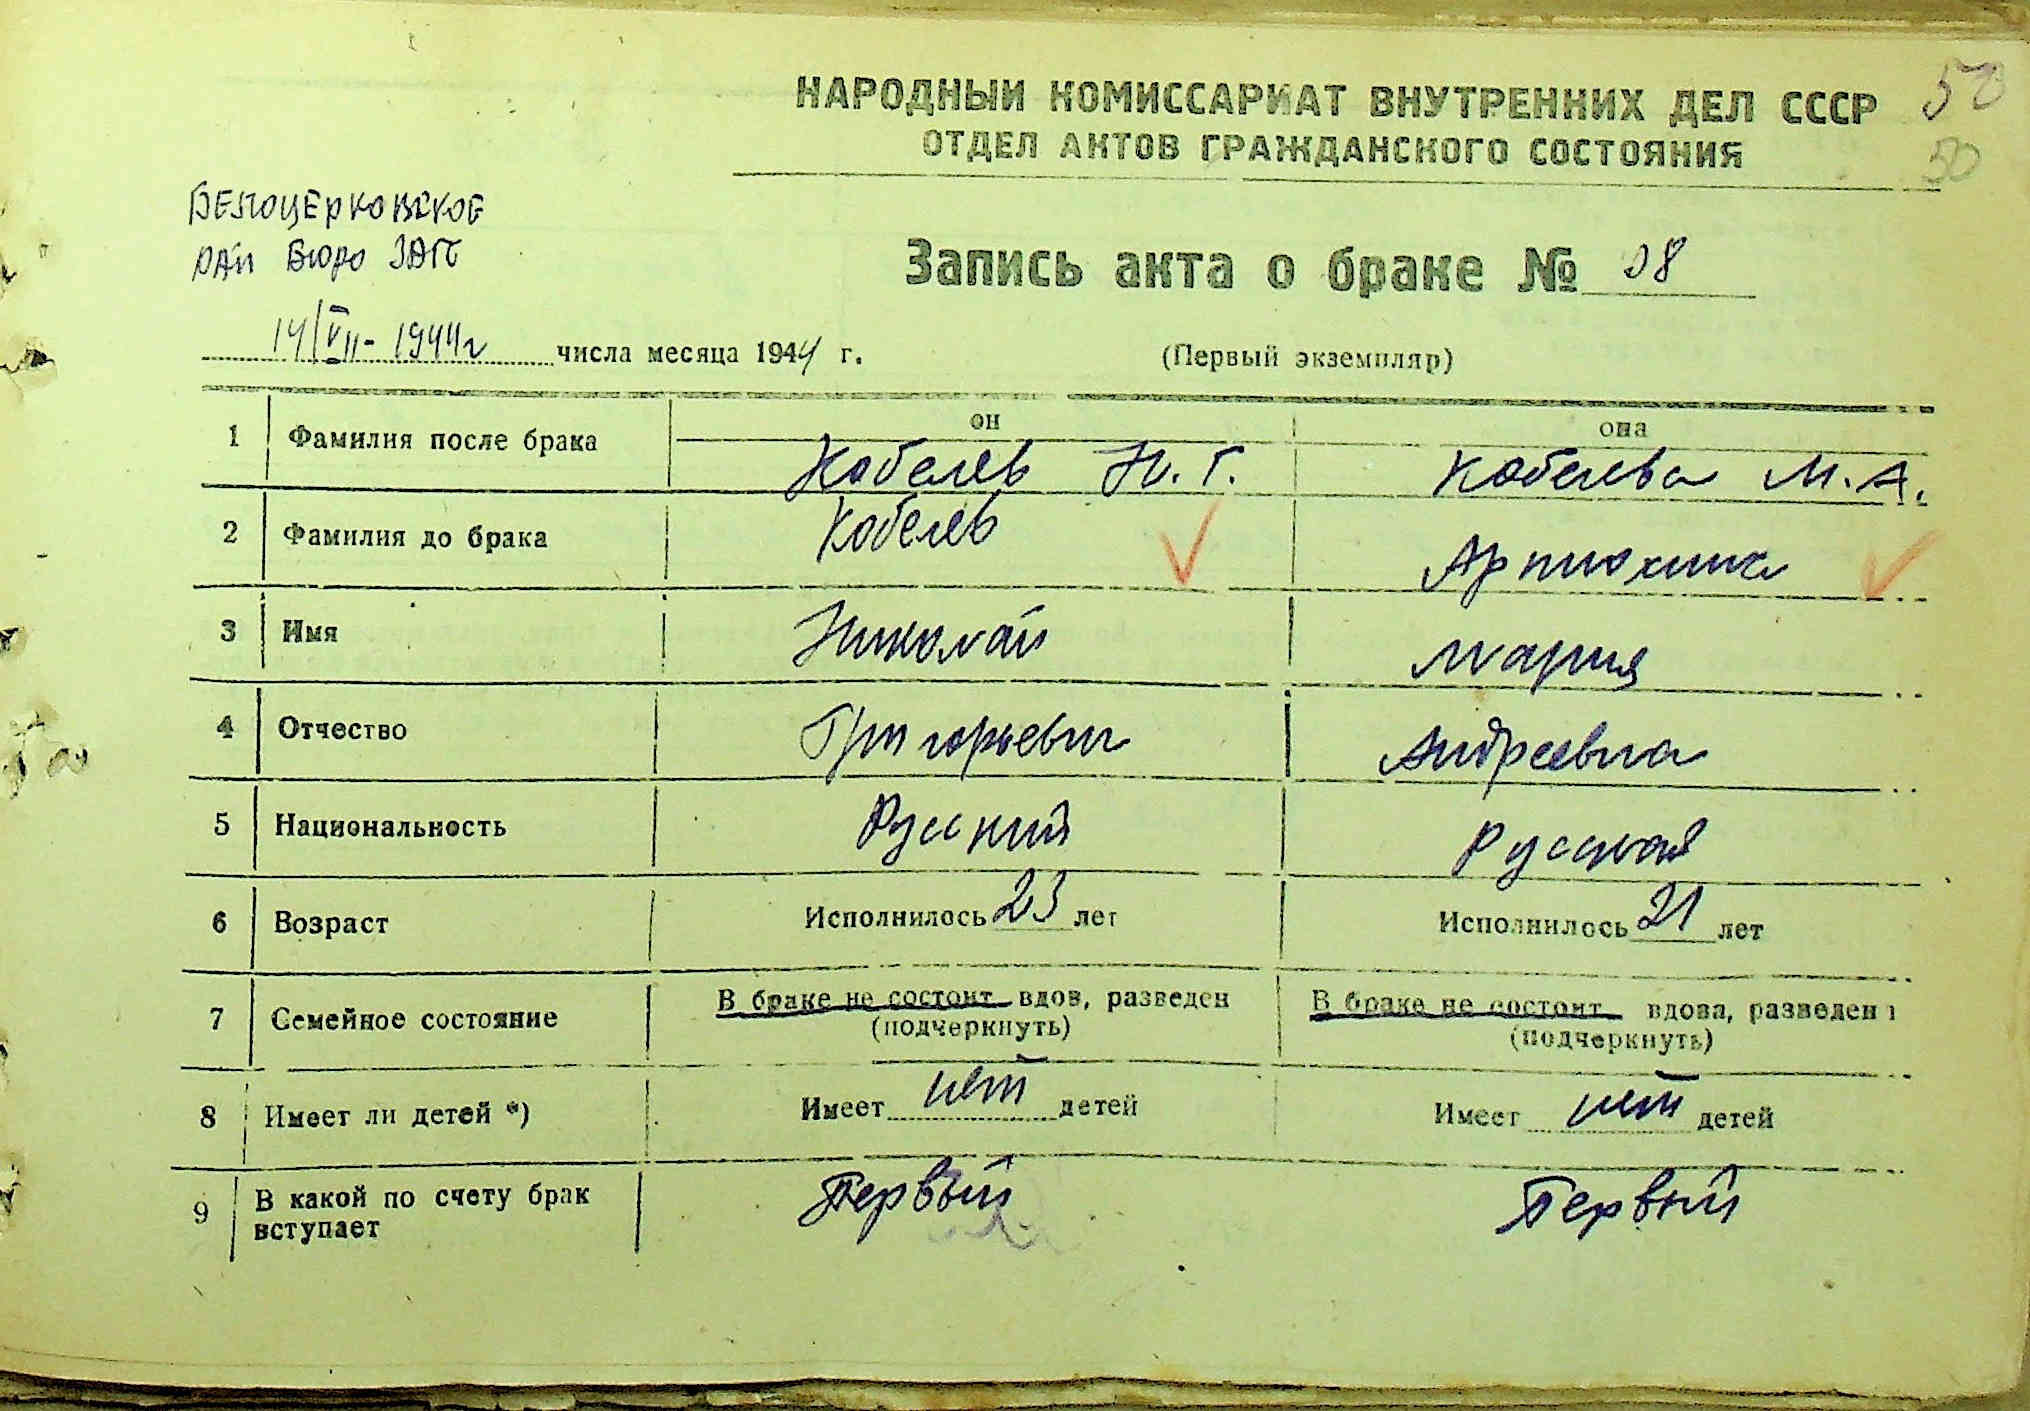 НАРОДНЫЙ КОМИССАРИАТ ВНУТРЕННИХ ДЕЛ СССР
ОТДЕЛ АКТОВ ГРАЖДАНСКОГО СОСТОЯНИЯ
50
БЕЛОЦЕРКОВСКОЕ
РАЙ БЮРО ЗАГС
Запись акта о браке № 38
14/VII-1944г числа месяца 1944 г.
(Первый экземпляр)
он она
1 Фамилия после брака Кобелев Н.Г. Кобелева М.А.
2 Фамилия до брака Кобелев Артюхина
3 Имя Николай Мария
4 Отчество Григорьевич Андреевна
5 Национальность Русский Русская
6 Возраст Исполнилось 23 лет Исполнилось 21 лет
7 Семейное состояние В браке не состоит вдов, разведен В браке не состоит вдова, разведен
(подчеркнуть) (подчеркнуть)
8 Имеет ли детей *) Имеет нет детей Имеет нет детей
9 В какой по счету брак Первый Первый
вступает